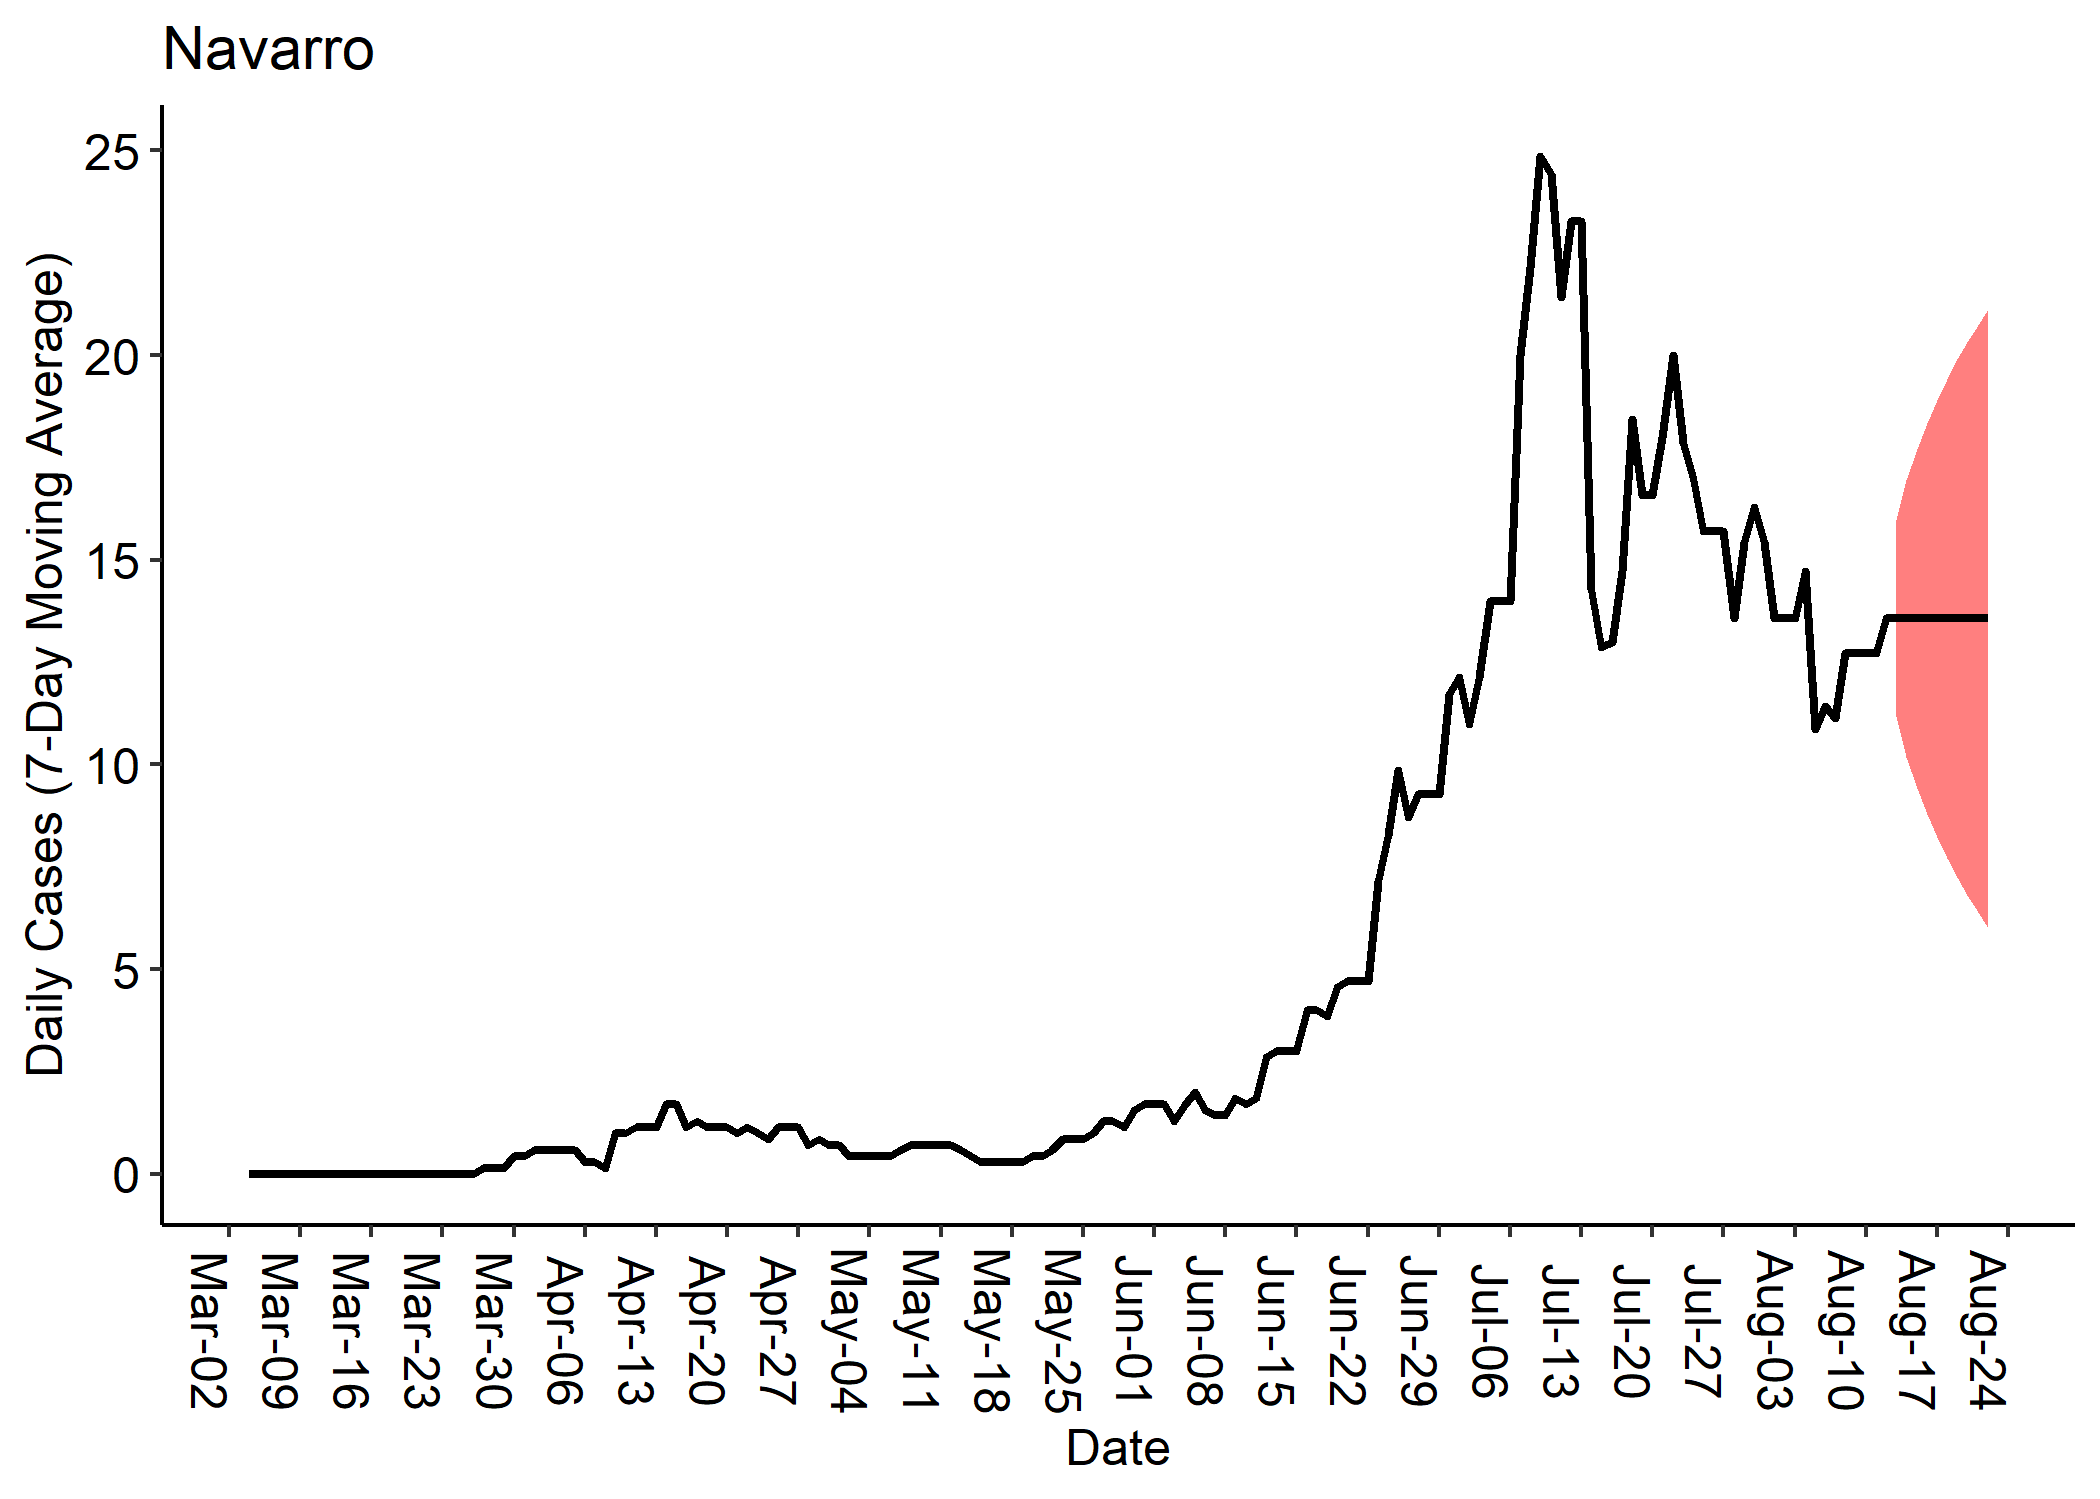 Navarro
Daily Cases (7-Day Moving Average)
25
20
15
10
5
0
Mar-02
Mar-09
Mar-16
Mar-23
Mar-30
Apr-06
Apr-13
Apr-20
Apr-27
May-04
May-11
May-18
May-25
Jun-01
Jun-08
Jun-15
Jun-22
Jun-29
Jul-06
Jul-13
Jul-20
Jul-27
Aug-03
Aug-10
Aug-17
Aug-24
Date